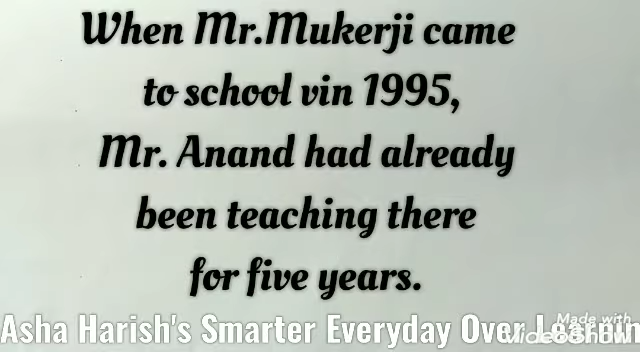 When Mr.Mukerji came
to school vin 1995,
Mr. Anand had already
been teaching there
for five years.
Made with
VideoShow
Asha Harish's Smarter Everyday Over Learnin